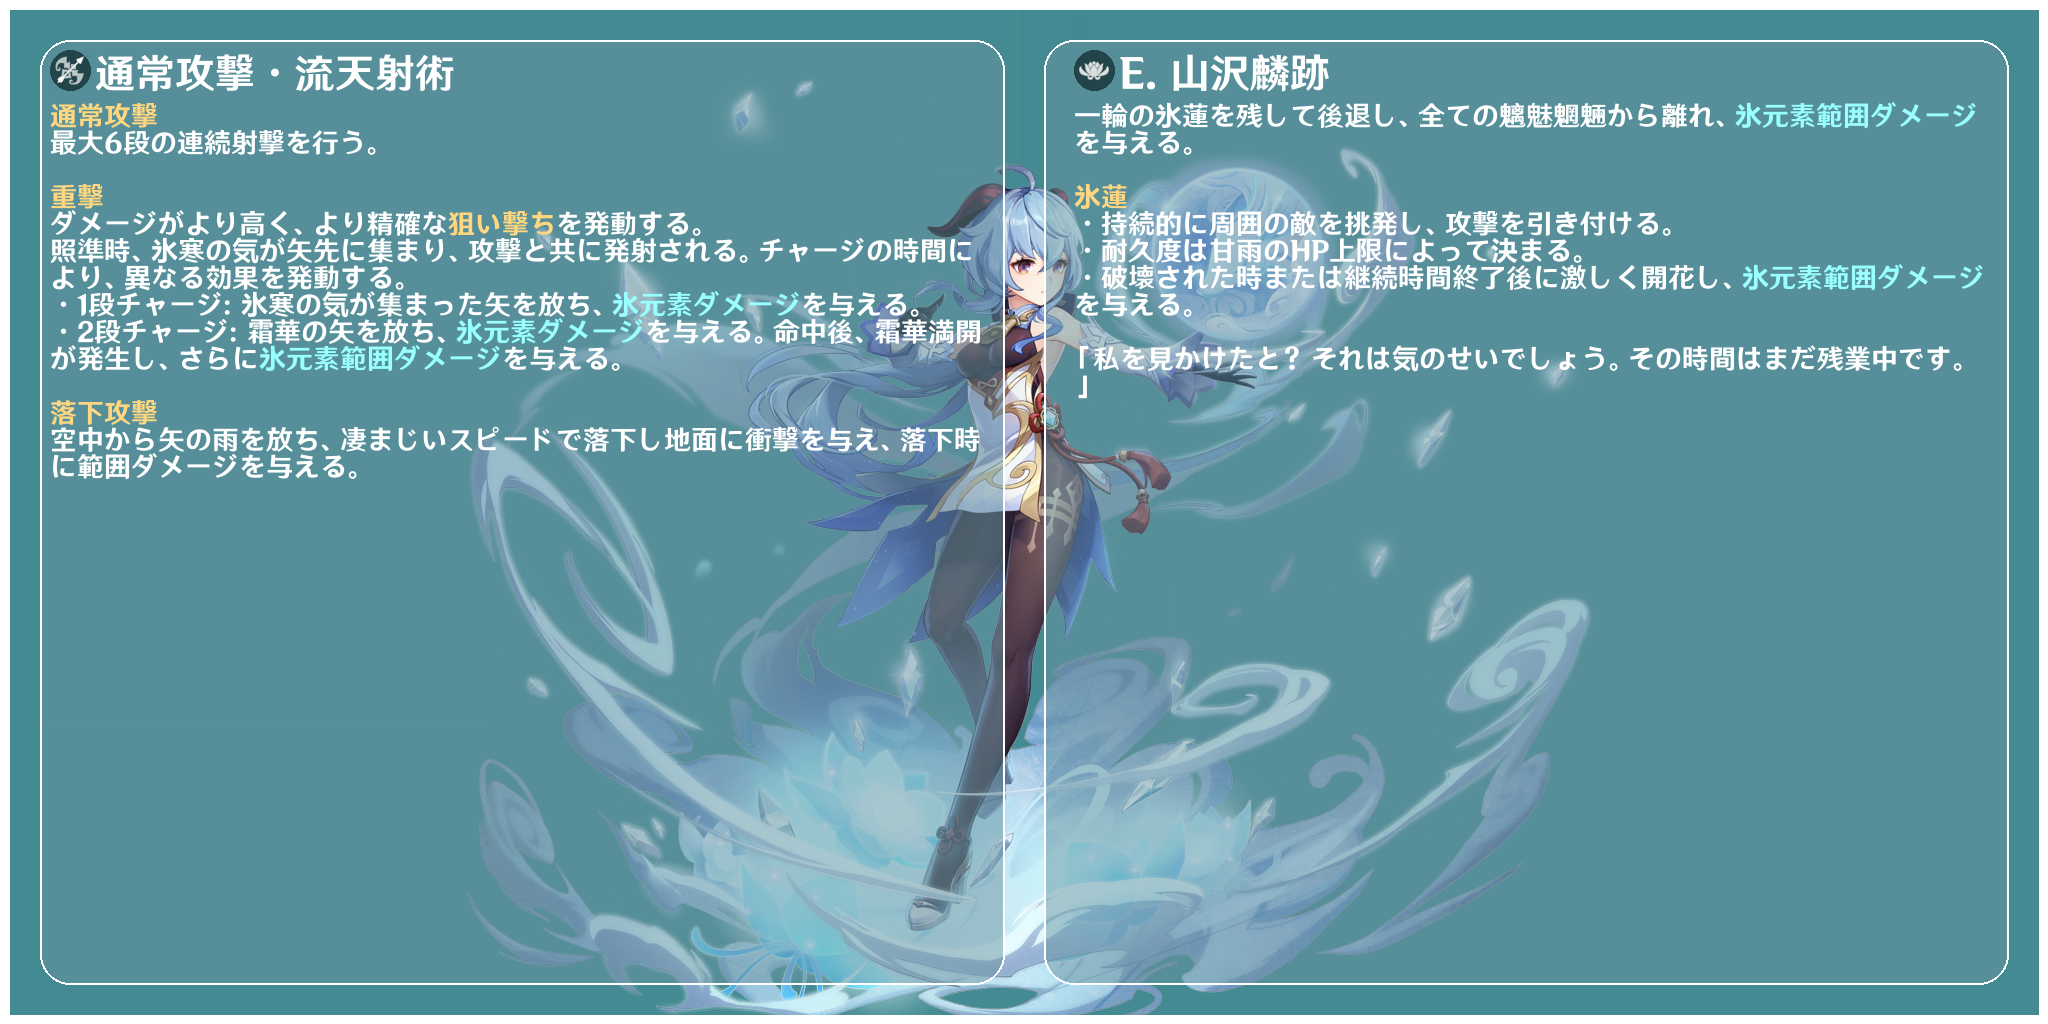 通常攻撃・流天射術
通常攻撃
最大6段の連続射撃を行う。
重撃
ダメージがより高く、より精確な狙い撃ちを発動する。
照準時、氷寒の気が矢先に集まり、攻撃と共に発射される。チャージの時間に
より、異なる効果を発動する。
・1段チャージ: 氷寒の気が集まった矢を放ち、氷元素ダメージを与える。
・2段チャージ: 霜華の矢を放ち、氷元素ダメージを与える。命中後、霜華満開
が発生し、さらに氷元素範囲ダメージを与える。
落下攻撃
空中から矢の雨を放ち、凄まじいスピードで落下し地面に衝撃を与え、落下時
に範囲ダメージを与える。
E. 山沢麟跡
一輪の氷蓮を残して後退し、全ての魑魅魍魎から離れ、氷元素範囲ダメージ
を与える。
氷蓮
・持続的に周囲の敵を挑発し、攻撃を引き付ける。
・耐久度は甘雨のHP上限によって決まる。
・破壊された時または継続時間終了後に激しく開花し、氷元素範囲ダメージ
を与える。
「私を見かけたと？それは気のせいでしょう。その時間はまだ残業中です。
」